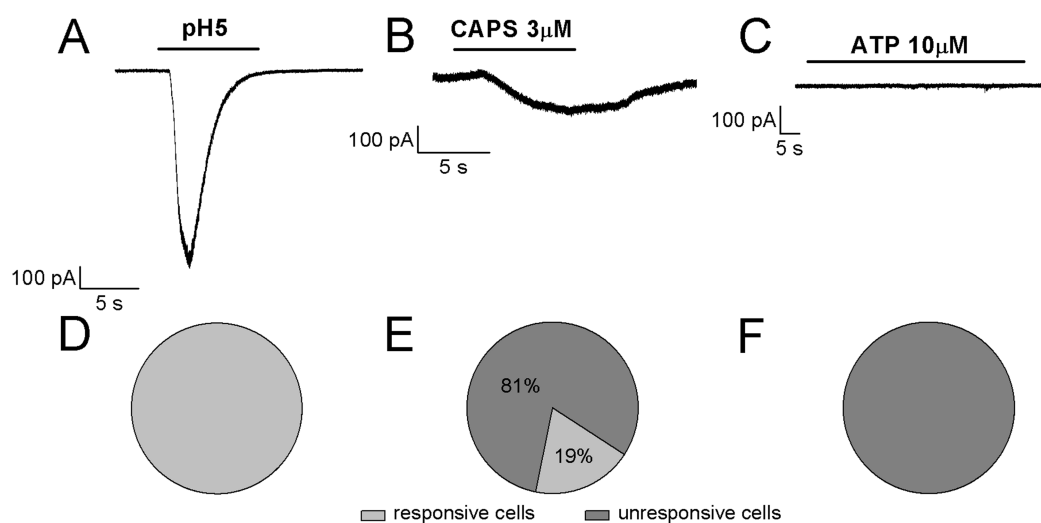 A
pH5
100 pA
5 s
B
CAPS 3μM
100 pA
5 s
C
ATP 10μM
100 pA
5 s
D
E
81%
19%
F
responsive cells
unresponsive cells